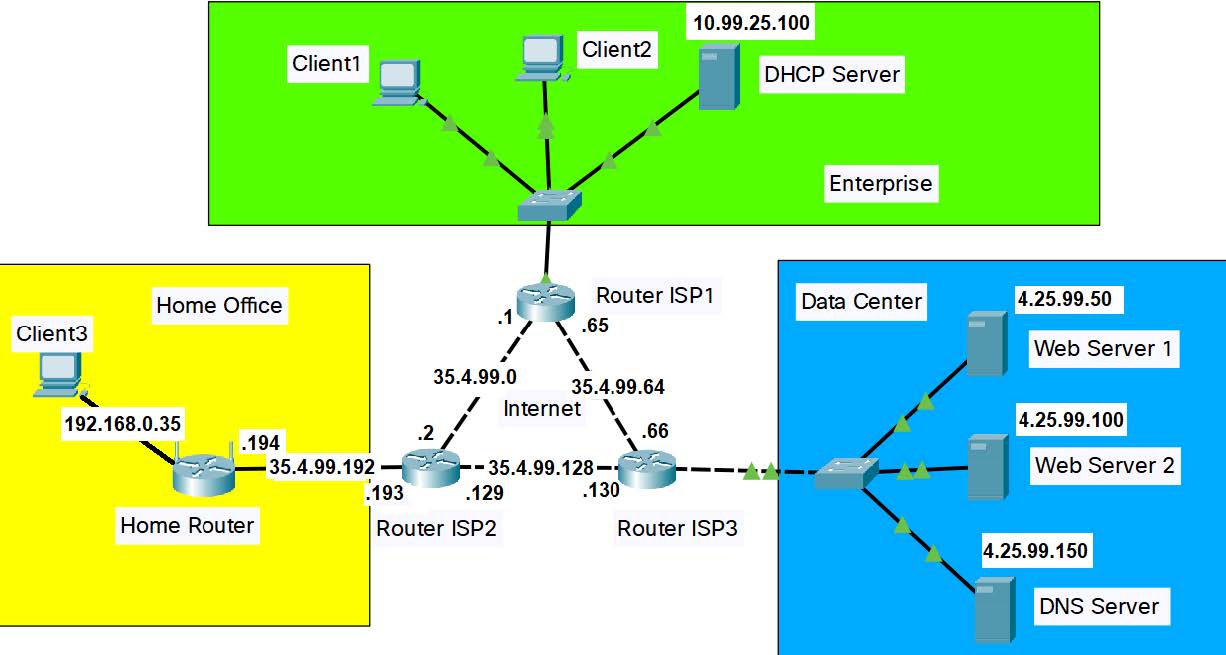 10.99.25.100
Client1
Client2
DHCP Server
Enterprise
Home Office
Client3
192.168.0.35
.194
35.4.99.192
.193
Home Router
Router ISP1
.1
.65
35.4.99.0
35.4.99.64
Internet
.2
.66
35.4.99.128
.129
.130
Router ISP2
Router ISP3
Data Center
4.25.99.50
Web Server 1
4.25.99.100
Web Server 2
4.25.99.150
DNS Server